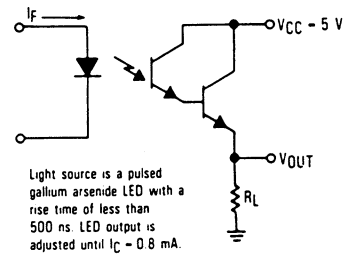 IF
VCC - 5 V
VOUT
RL
Light source is a pulsed
gallium arsenide LED with a
rise time of less than
500 ns. LED output is
adjusted until IC - 0.8 mA.